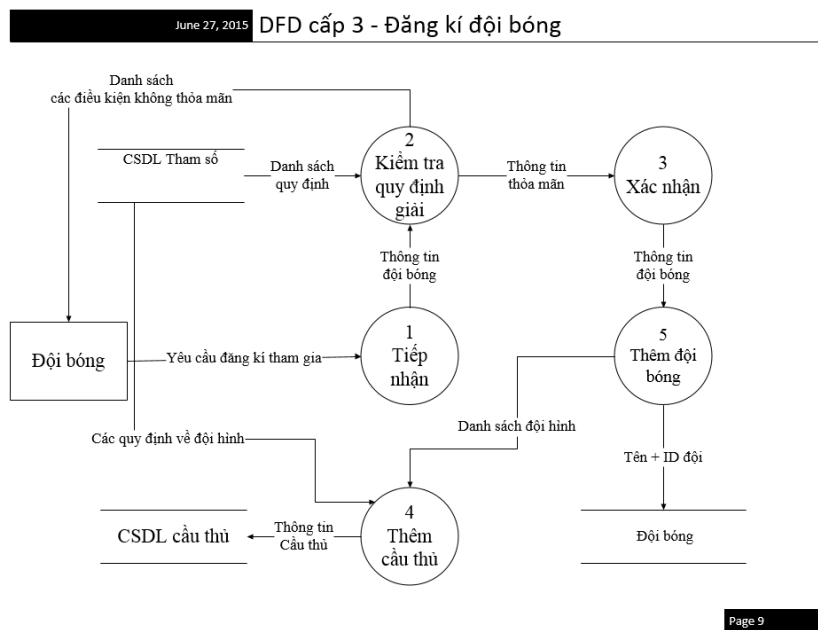 June 27, 2015
DFD cấp 3 - Đăng kí đội bóng
Danh sách
các điều kiện không thỏa mãn
CSDL Tham số
Danh sách
quy định
2
Kiểm tra
quy định
giải
Thông tin
thỏa mãn
3
Xác nhận
Thông tin
đội bóng
Thông tin
đội bóng
Đội bóng
Yêu cầu đăng kí tham gia
1
Tiếp
nhận
5
Thêm đội
bóng
Danh sách đội hình
Các quy định về đội hình
Tên + ID đội
CSDL cầu thủ
Thông tin
Cầu thủ
4
Thêm
cầu thủ
Đội bóng
Page 9